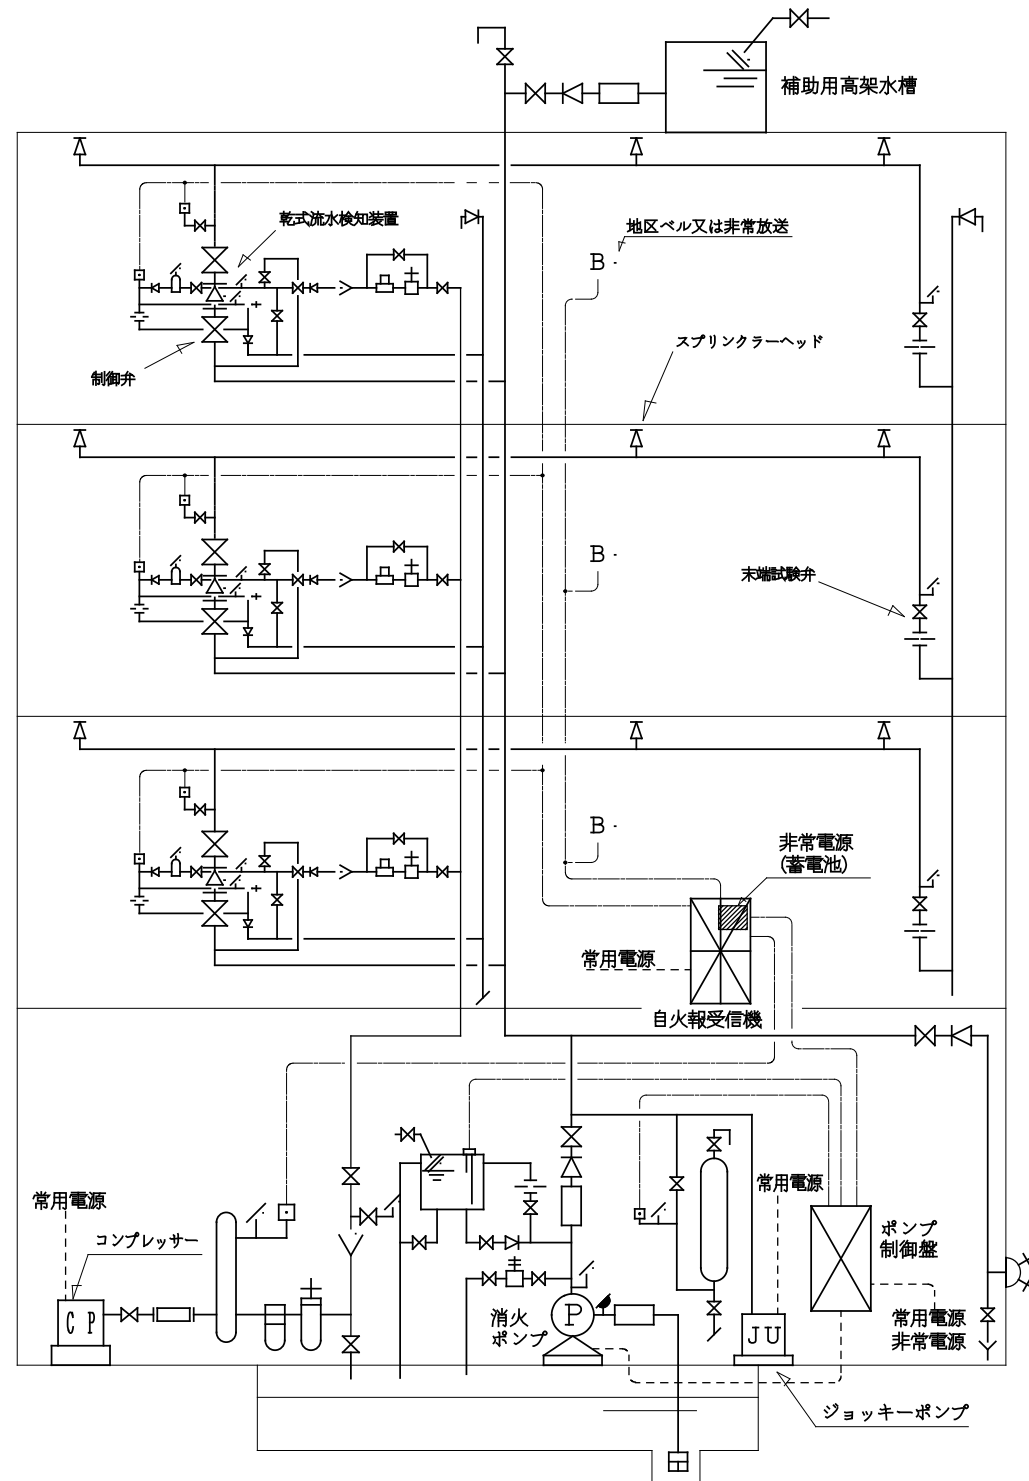 補助用高架水槽
乾式流水検知装置
地区ベル又は非常放送
B
スプリンクラーヘッド
制御弁
B
末端試験弁
B
非常電源
(蓄電池)
常用電源
自火報受信機
常用電源
常用電源
コンプレッサー
ポンプ
制御盤
CP
消火
ポンプ
P
JU
常用電源
非常電源
ジョッキーポンプ